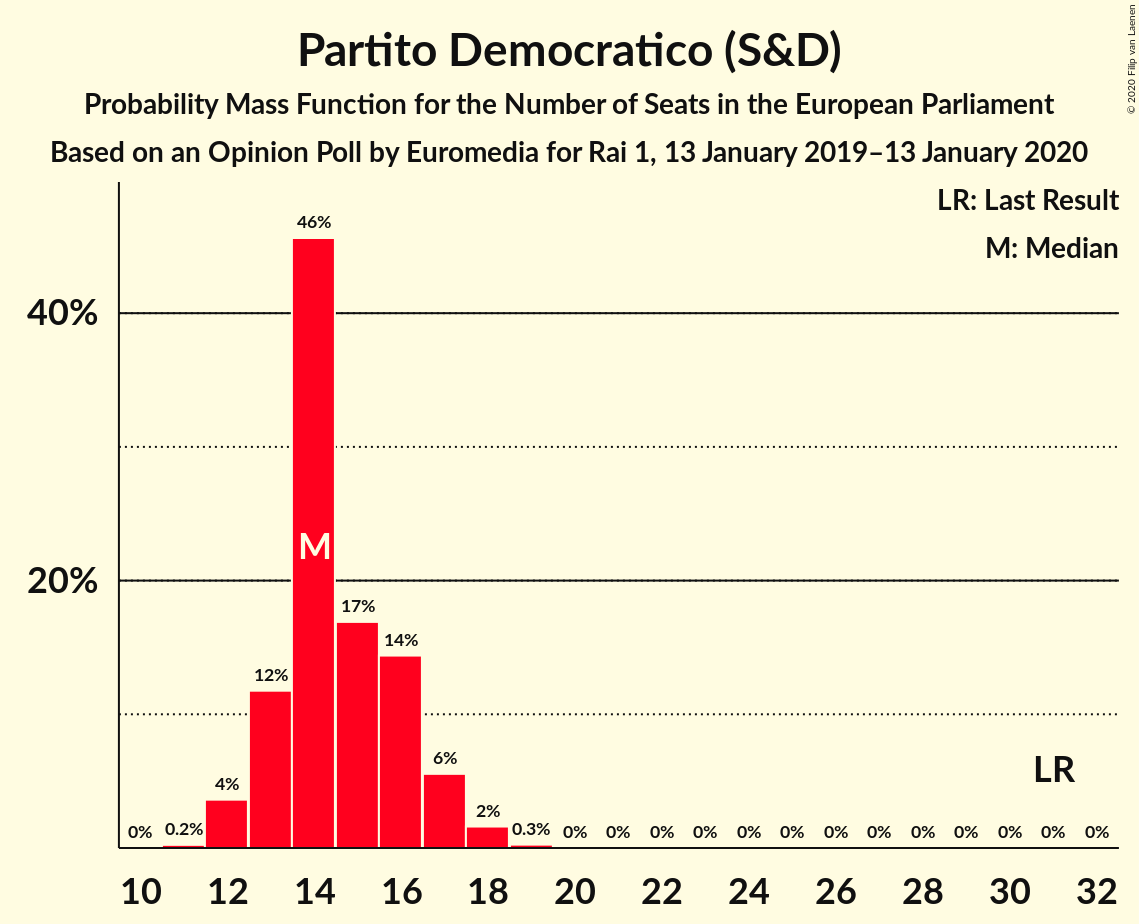 Partito Democratico (S&D)
Probability Mass Function for the Number of Seats in the European Parliament
Based on an Opinion Poll by Euromedia for Rai 1, 13 January 2019–13 January 2020
© 2020 Filip van Laenen
LR: Last Result
M: Median
40%
20%
46%
M
17%
14%
12%
6%
4%
2%
LR
0% 0.2% 0.3% 0% 0% 0% 0% 0% 0% 0% 0% 0% 0% 0% 0% 0%
10 12 14 16 18 20 22 24 26 28 30 32